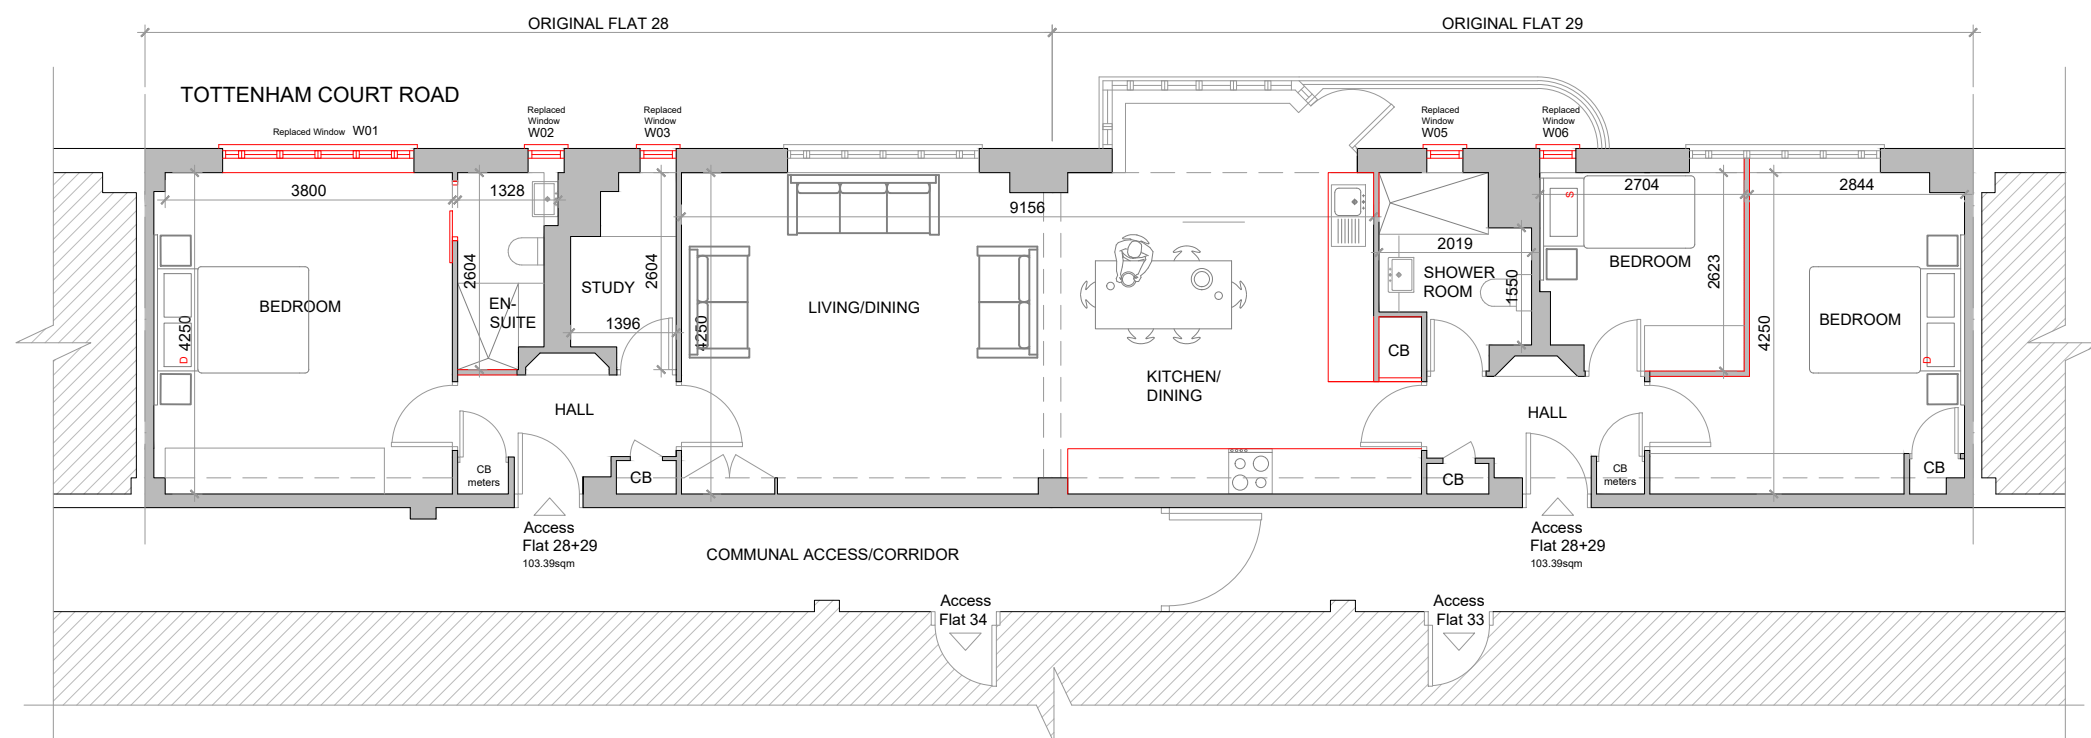 ORIGINAL FLAT 28
ORIGINAL FLAT 29
TOTTENHAM COURT ROAD
Replaced Window W01
Replaced
Window
W02
Replaced
Window
W03
Replaced
Window
W05
Replaced
Window
W06
3800
1328
9156
2704
2844
2604
2604
2019
1550
2623
4250
4250
4250
1396
S
D
D
BEDROOM
EN-
SUITE
STUDY
LIVING/DINING
KITCHEN/
DINING
SHOWER
ROOM
BEDROOM
BEDROOM
CB
HALL
HALL
CB
meters
CB
CB
CB
meters
CB
Access
Flat 28+29
103.39sqm
Access
Flat 28+29
103.39sqm
COMMUNAL ACCESS/CORRIDOR
Access
Flat 34
Access
Flat 33